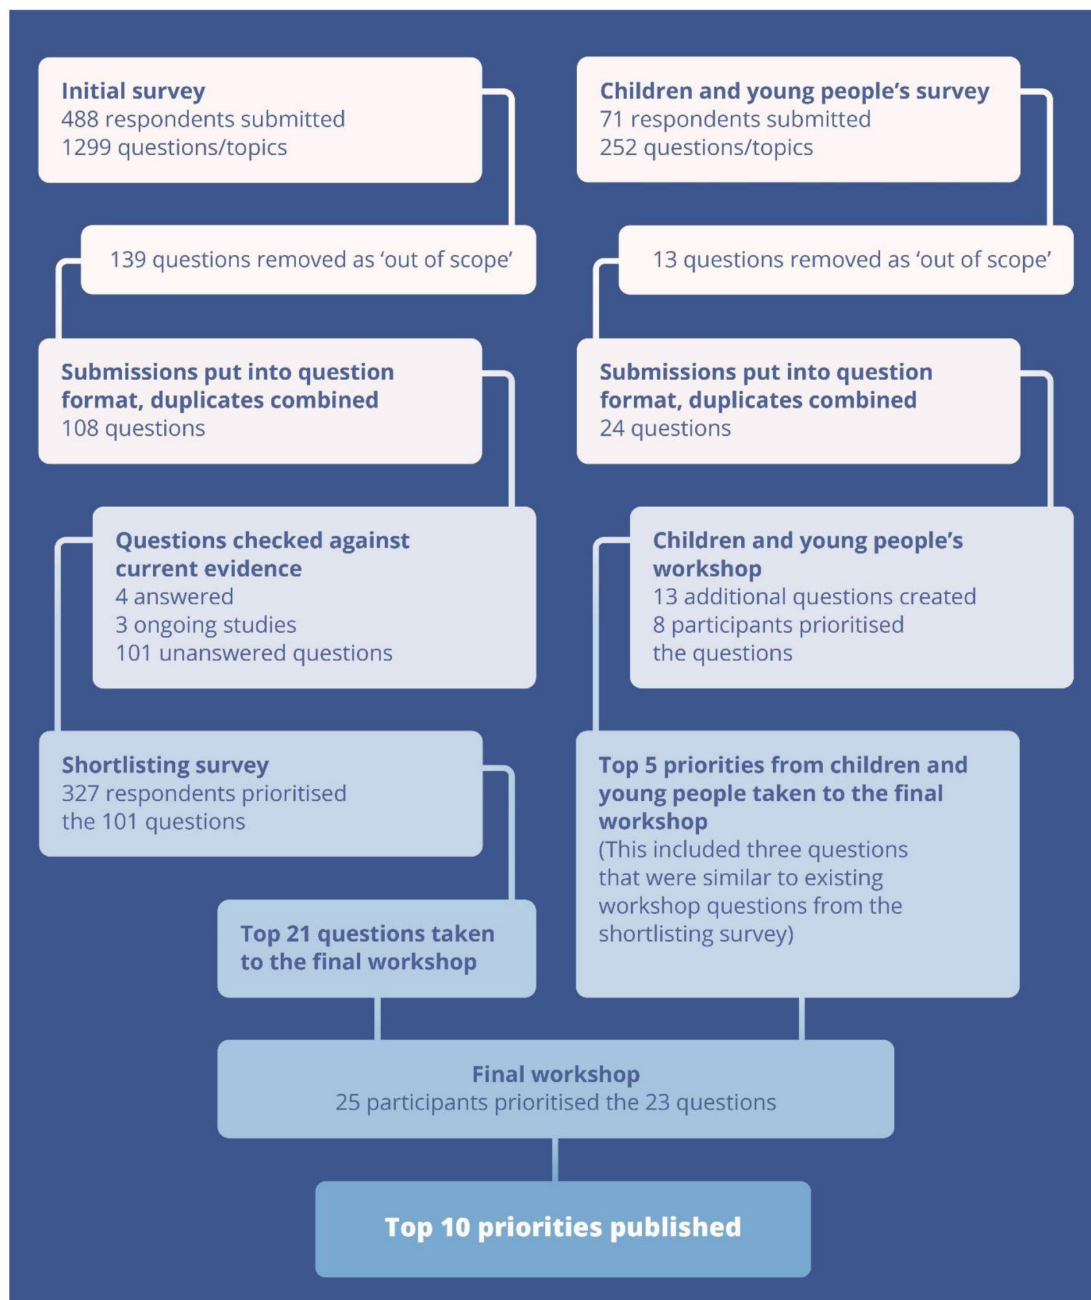 Initial survey
488 respondents submitted
1299 questions/topics
139 questions removed as ‘out of scope’
Submissions put into question
format, duplicates combined
108 questions
Questions checked against
current evidence
4 answered
3 ongoing studies
101 unanswered questions
Shortlisting survey
327 respondents prioritised
the 101 questions
Top 21 questions taken
to the final workshop
Children and young people’s survey
71 respondents submitted
252 questions/topics
13 questions removed as ‘out of scope’
Submissions put into question
format, duplicates combined
24 questions
Children and young people’s
workshop
13 additional questions created
8 participants prioritised
the questions
Top 5 priorities from children and
young people taken to the final
workshop
(This included three questions
that were similar to existing
workshop questions from the
shortlisting survey)
Final workshop
25 participants prioritised the 23 questions
Top 10 priorities published